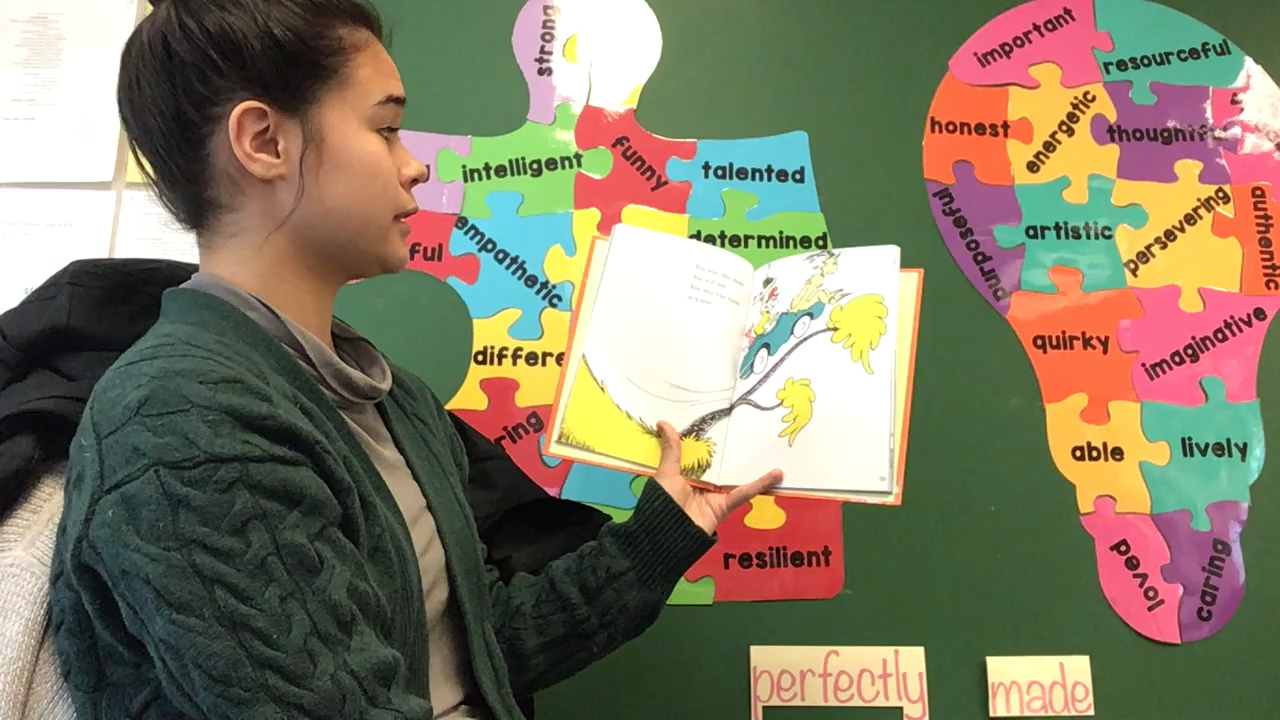 strong
intelligent
funny
talented
ful
empathetic
determined
differe
ring
resilient
important
resourceful
honest
energetic
thoughtfu
purposeful
artistic
persevering
authentic
quirky
imaginative
able
lively
loved
caring
perfectly
made